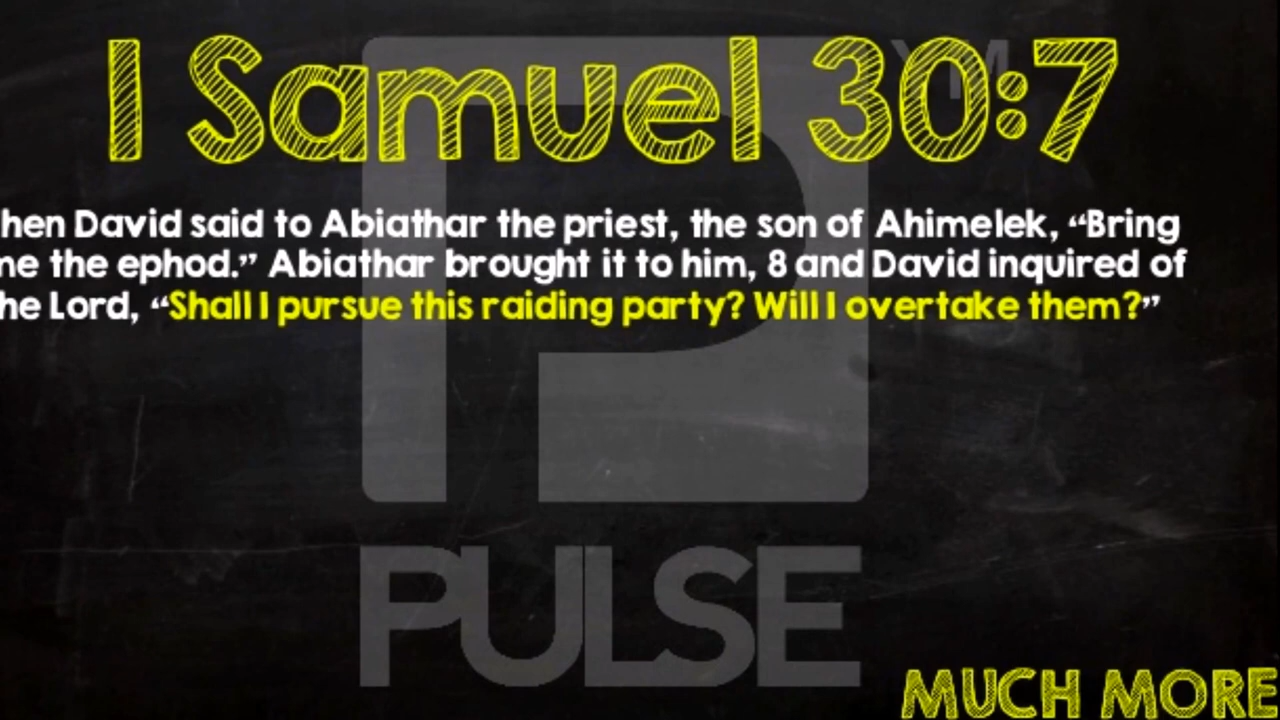 I Samuel 30:7
hen David said to Abiathar the priest, the son of Ahimelek, “Bring
me the ephod.” Abiathar brought it to him, 8 and David inquired of
he Lord, “Shall I pursue this raiding party? Will I overtake them?”
YM
PULSE
MUCH MORE